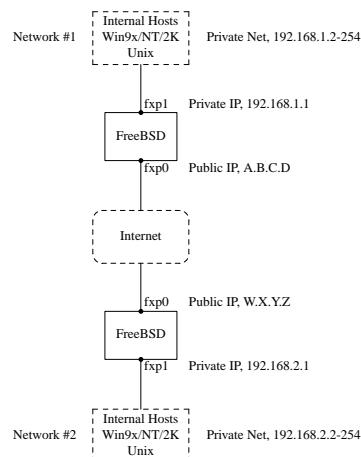 Internal Hosts
Network #1 Win9x/NT/2K Private Net, 192.168.1.2-254
Unix
fxp1 Private IP, 192.168.1.1
FreeBSD
fxp0 Public IP, A.B.C.D
Internet
fxp0 Public IP, W.X.Y.Z
FreeBSD
fxp1 Private IP, 192.168.2.1
Internal Hosts
Network #2 Win9x/NT/2K Private Net, 192.168.2.2-254
Unix